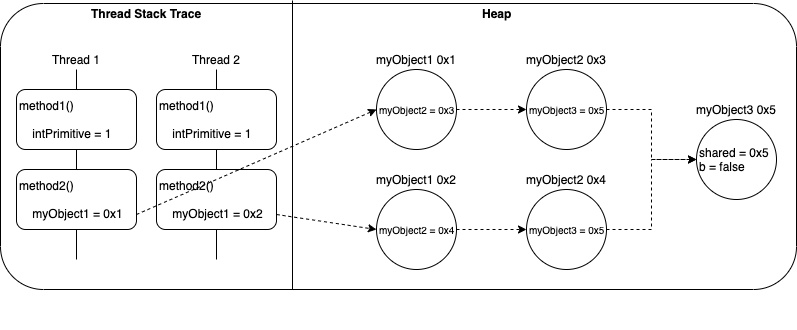 Thread Stack Trace
Heap
Thread 1
Thread 2
method1()
intPrimitive = 1
method1()
intPrimitive = 1
method2()
myObject1 = 0x1
method2()
myObject1 = 0x2
myObject1 0x1
myObject2 = 0x3
myObject2 0x3
myObject3 = 0x5
myObject1 0x2
myObject2 = 0x4
myObject2 0x4
myObject3 = 0x5
myObject3 0x5
shared = 0x5
b = false